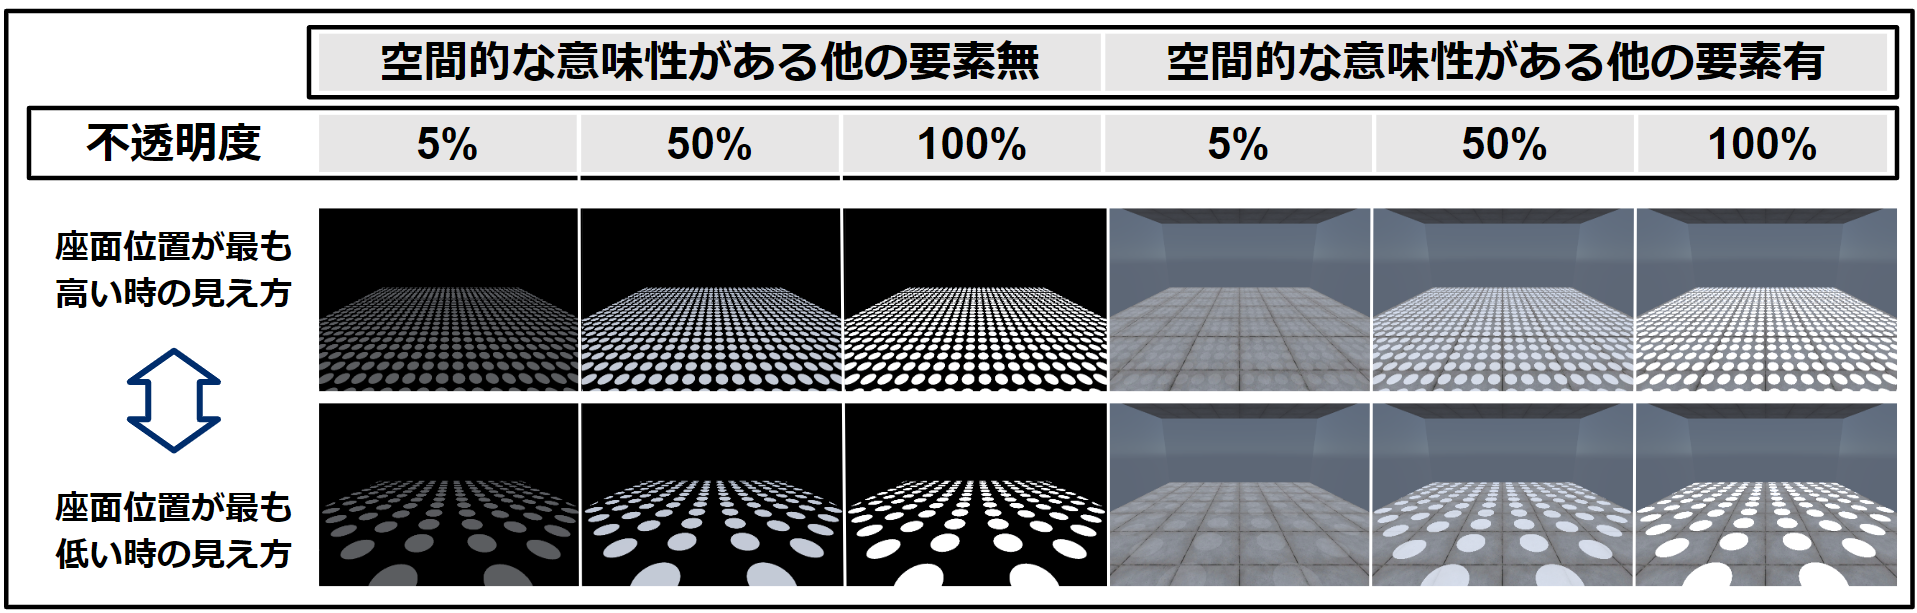 空間的な意味性がある他の要素無 空間的な意味性がある他の要素有
不透明度 5% 50% 100% 5% 50% 100%
座面位置が最も
高い時の見え方
座面位置が最も
低い時の見え方